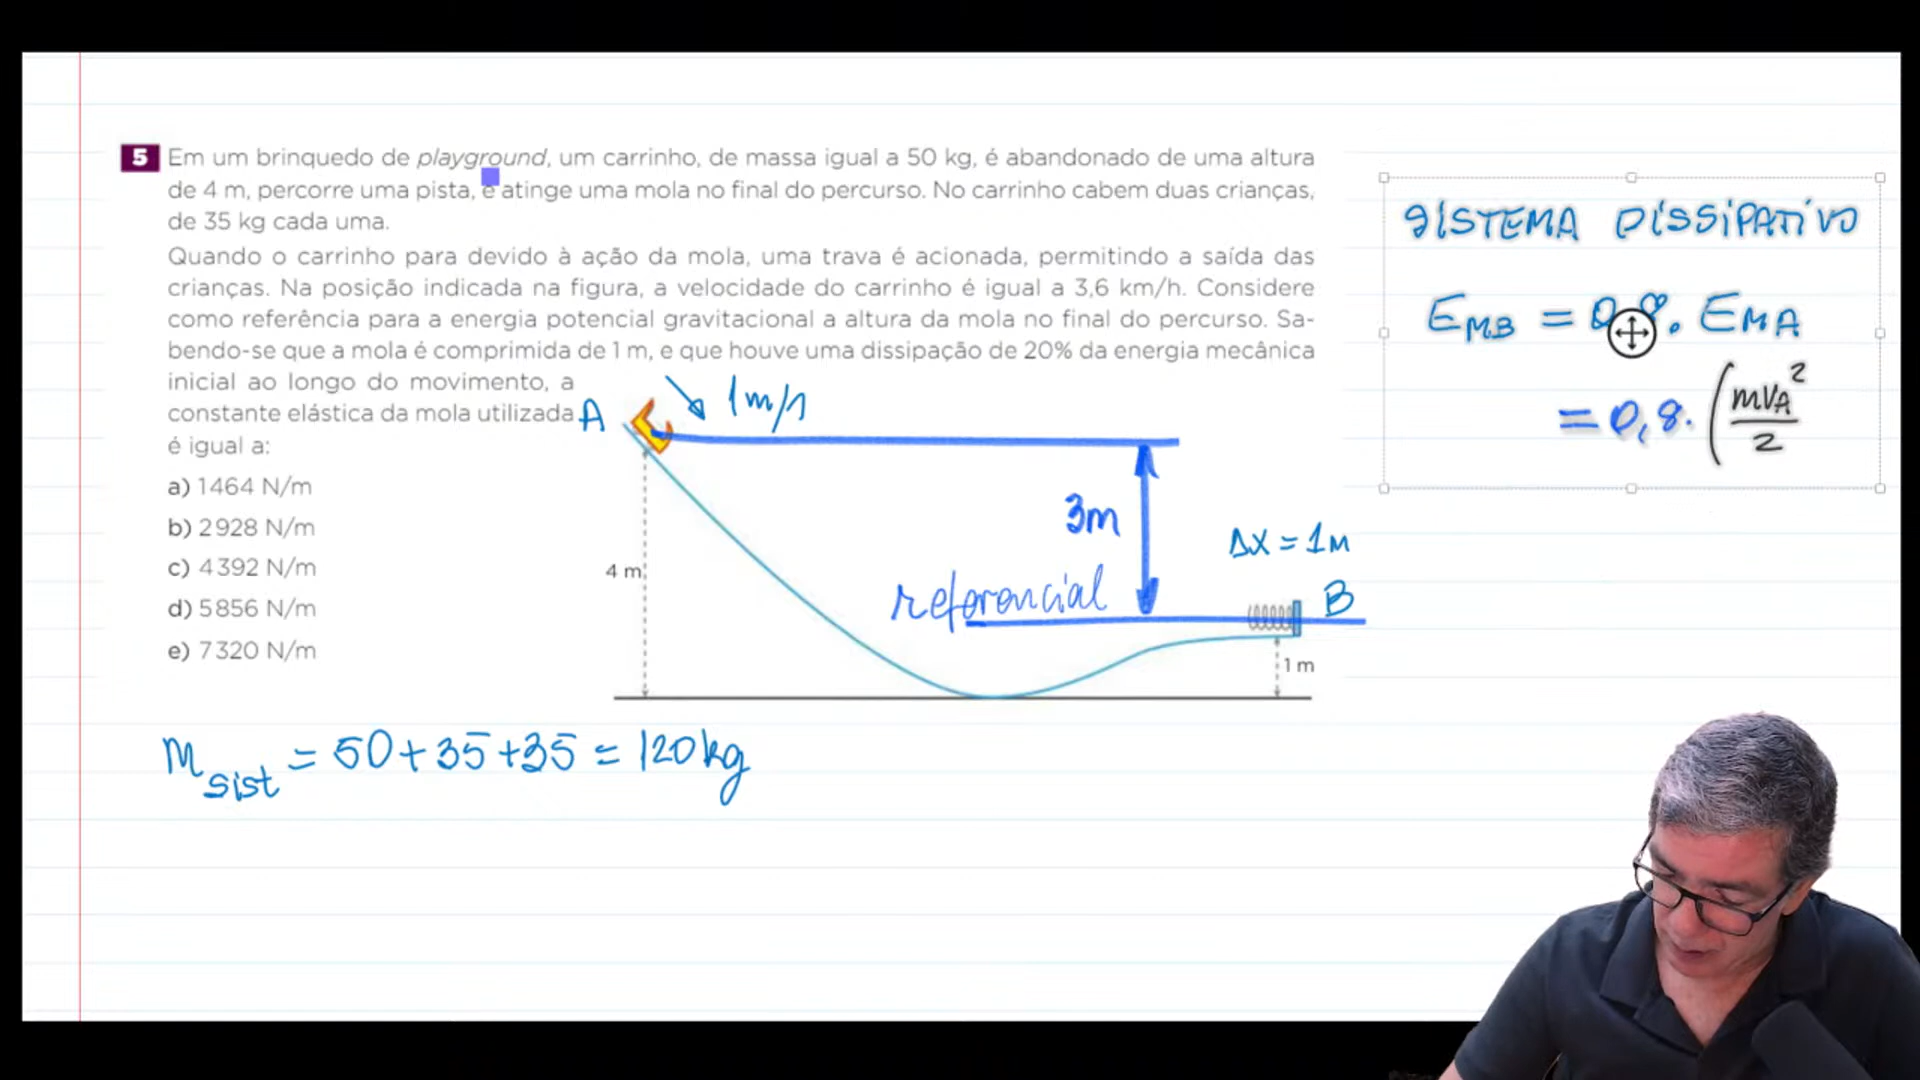 5 Em um brinquedo de playground, um carrinho, de massa igual a 50 kg, é abandonado de uma altura
de 4 m, percorre uma pista, e atinge uma mola no final do percurso. No carrinho cabem duas crianças,
de 35 kg cada uma.
Quando o carrinho para devido à ação da mola, uma trava é acionada, permitindo a saída das
crianças. Na posição indicada na figura, a velocidade do carrinho é igual a 3,6 km/h. Considere
como referência para a energia potencial gravitacional a altura da mola no final do percurso. Sa-
bendo-se que a mola é comprimida de 1 m, e que houve uma dissipação de 20% da energia mecânica
inicial ao longo do movimento, a
constante elástica da mola utilizada
é igual a:
a) 1464 N/m
b) 2928 N/m
c) 4392 N/m
d) 5856 N/m
e) 7320 N/m
A
1m/s
4 m
3m
referencial
ΔX = 1m
B
1 m
M sist = 50 + 35 + 35 = 120 kg
SISTEMA DISSIPATIVO
EMB = 0,8. EMA
= 0,8. (mVA²/2